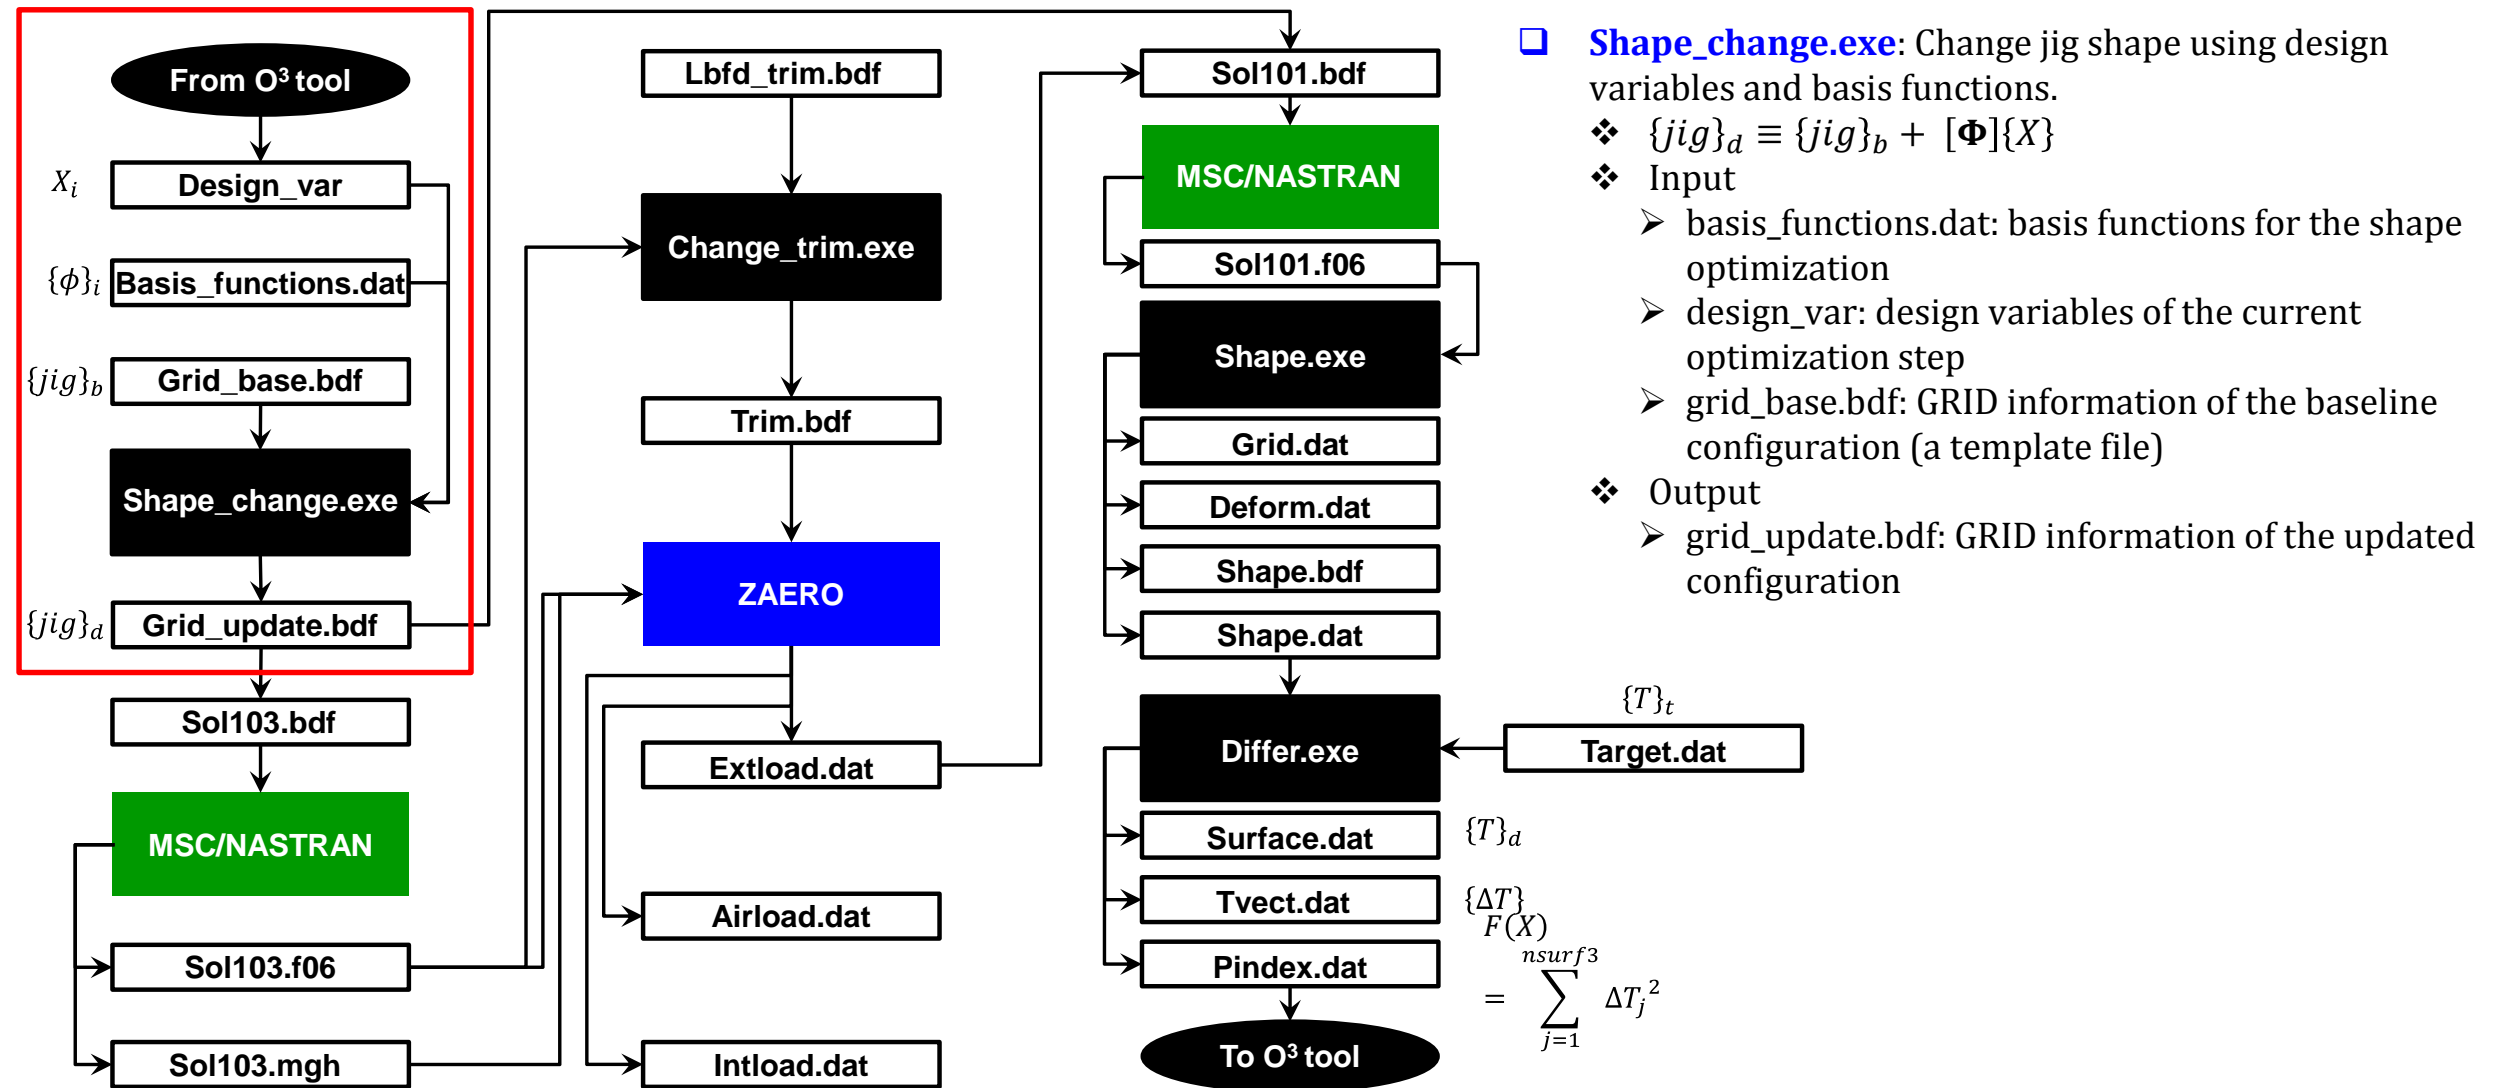 From O³ tool
X_i
Design_var
{ϕ}_i
Basis_functions.dat
{jig}_b
Grid_base.bdf
Shape_change.exe
{jig}_d
Grid_update.bdf
Sol103.bdf
MSC/NASTRAN
Sol103.f06
Sol103.mgh
Lbfd_trim.bdf
Change_trim.exe
Trim.bdf
ZAERO
Extload.dat
Airload.dat
Intload.dat
Sol101.bdf
MSC/NASTRAN
Sol101.f06
Shape.exe
Grid.dat
Deform.dat
Shape.bdf
Shape.dat
Differ.exe
{T}_t
Target.dat
Surface.dat
{T}_d
Tvect.dat
{ΔT}
Pindex.dat
F(X)
= \sum_{j=1}^{nsurf3} ΔT_j²
To O³ tool
❑ Shape_change.exe: Change jig shape using design
variables and basis functions.
❖ {jig}_d ≡ {jig}_b + [Φ]{X}
❖ Input
➢ basis_functions.dat: basis functions for the shape
optimization
➢ design_var: design variables of the current
optimization step
➢ grid_base.bdf: GRID information of the baseline
configuration (a template file)
❖ Output
➢ grid_update.bdf: GRID information of the updated
configuration